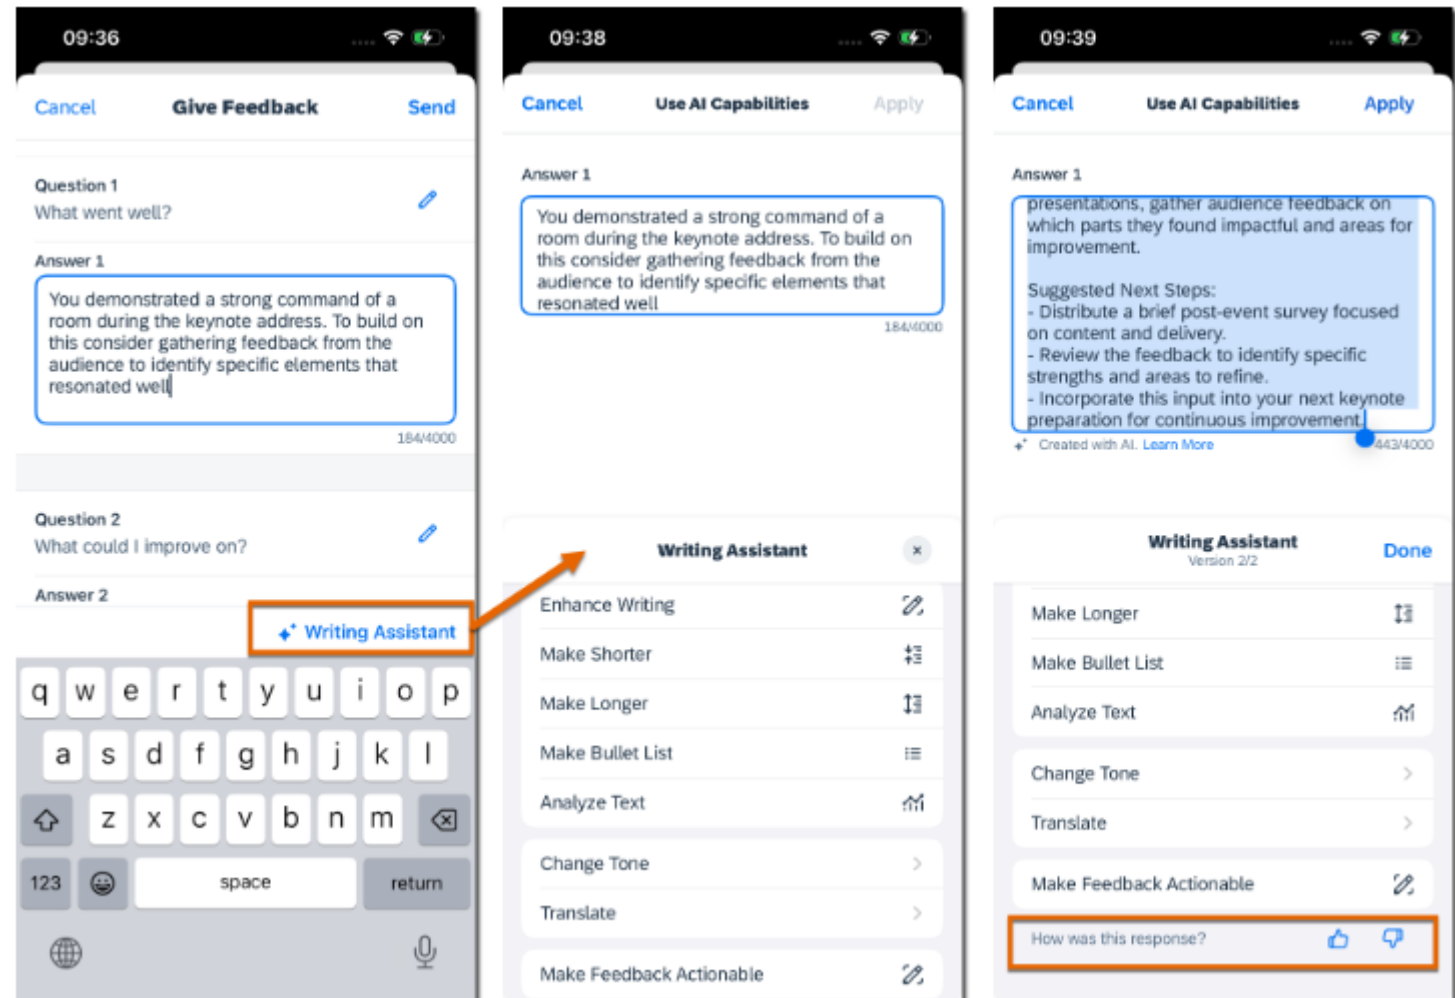 09:36
Cancel
Give Feedback
Send
Question 1
What went well?
Answer 1
You demonstrated a strong command of a
room during the keynote address. To build on
this consider gathering feedback from the
audience to identify specific elements that
resonated well
184/4000
Question 2
What could I improve on?
Answer 2
Writing Assistant
q w e r t y u i o p
a s d f g h j k l
z x c v b n m
123
space
return
09:38
Cancel
Use AI Capabilities
Apply
Answer 1
You demonstrated a strong command of a
room during the keynote address. To build on
this consider gathering feedback from the
audience to identify specific elements that
resonated well
184/4000
Writing Assistant
Enhance Writing
Make Shorter
Make Longer
Make Bullet List
Analyze Text
Change Tone
Translate
Make Feedback Actionable
09:39
Cancel
Use AI Capabilities
Apply
Answer 1
presentations, gather audience feedback on
which parts they found impactful and areas for
improvement.
Suggested Next Steps:
- Distribute a brief post-event survey focused
on content and delivery.
- Review the feedback to identify specific
strengths and areas to refine.
- Incorporate this input into your next keynote
preparation for continuous improvement.
Created with AI. Learn More
443/4000
Writing Assistant
Version 2/2
Done
Make Longer
Make Bullet List
Analyze Text
Change Tone
Translate
Make Feedback Actionable
How was this response?